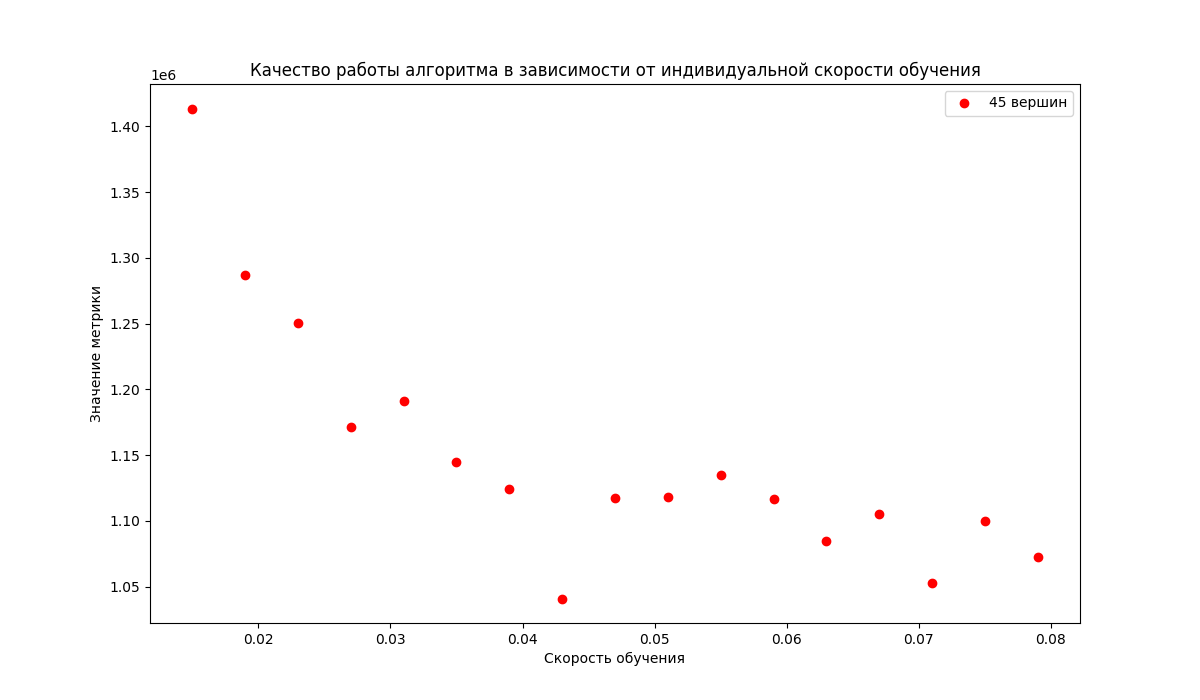 Качество работы алгоритма в зависимости от индивидуальной скорости обучения
1e6
45 вершин
1.40
1.35
1.30
1.25
1.20
1.15
1.10
1.05
Значение метрики
0.02 0.03 0.04 0.05 0.06 0.07 0.08
Скорость обучения